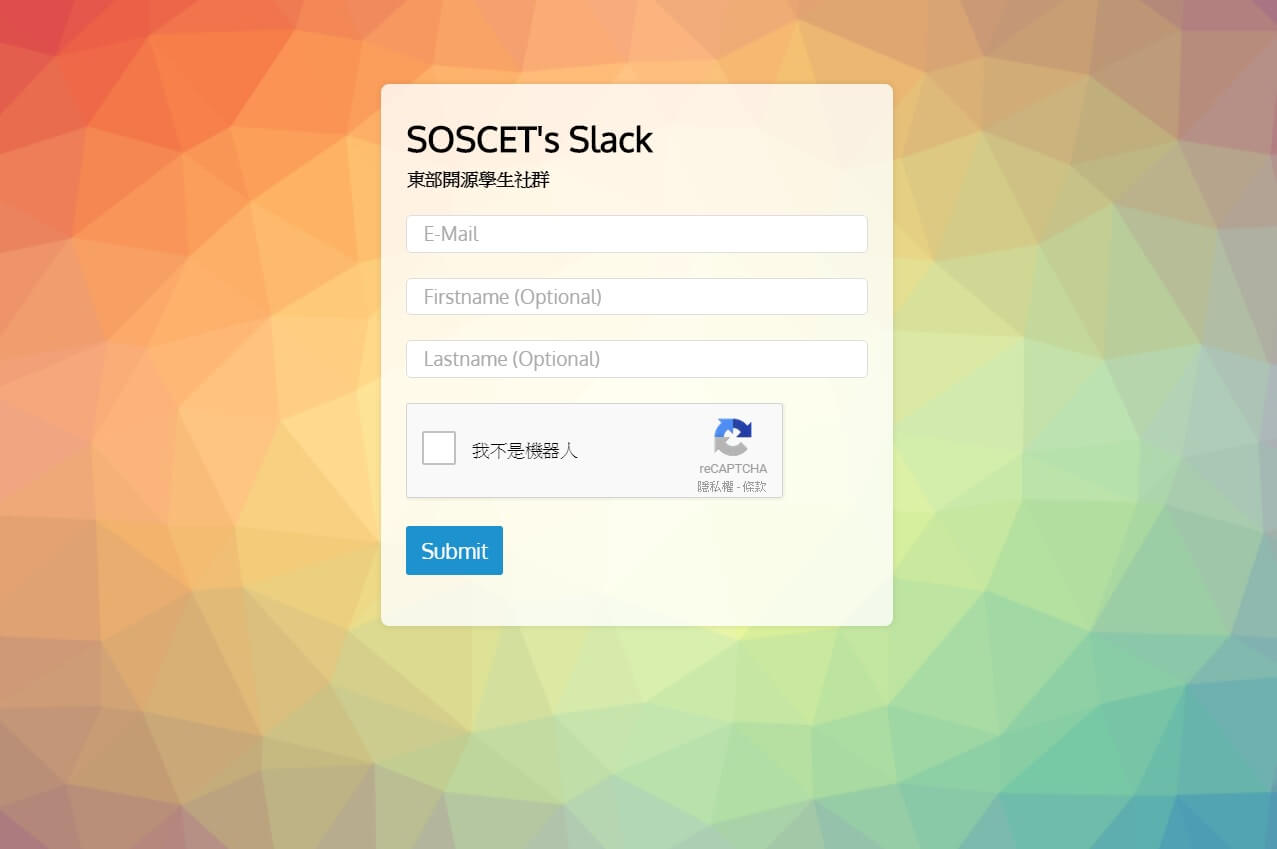 SOSCET's Slack
東部開源學生社群
E-Mail
Firstname (Optional)
Lastname (Optional)
我不是機器人
reCAPTCHA
隱私權 - 條款
Submit